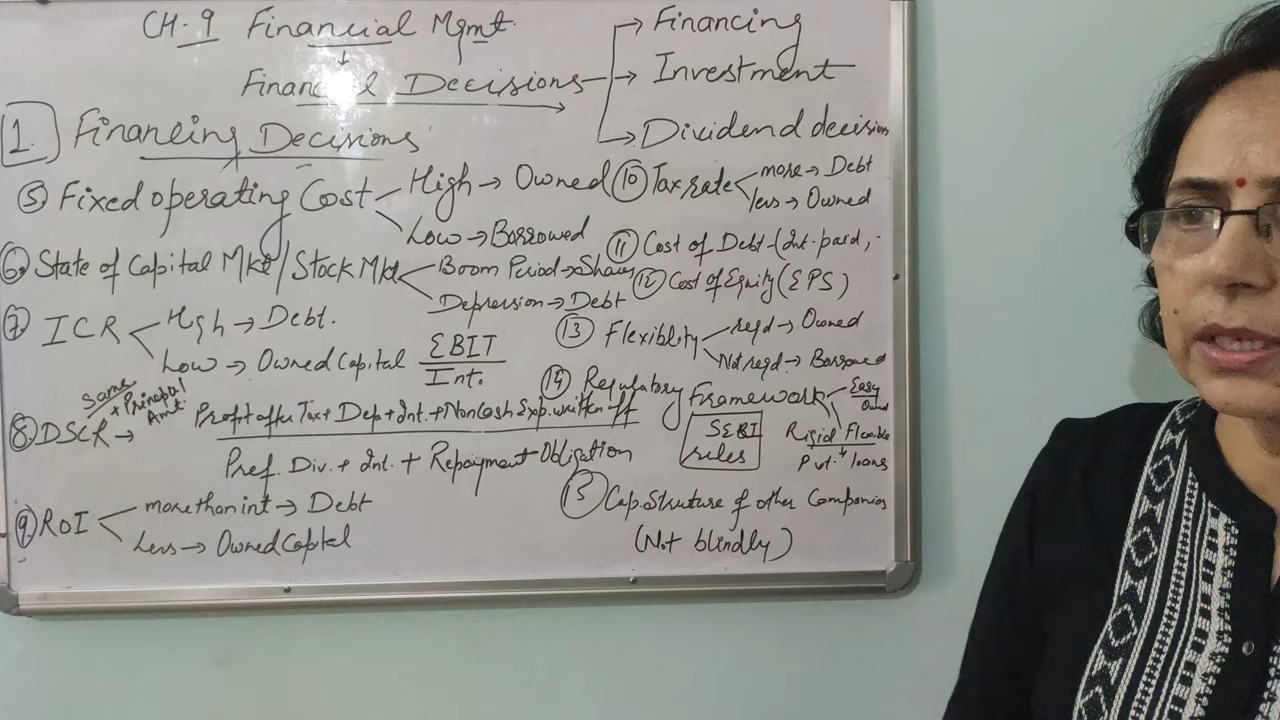 CH-9 Financial Mgmt
↓
Financial Decisions → Financing
→ Investment
→ Dividend decision
1. Financing Decisions
⑤ Fixed operating Cost High → Owned
Low → Borrowed
⑥ State of Capital Mkt / Stock Mkt Boom Period → Shares
Depression → Debt
⑦ ICR High → Debt.
Low → Owned Capital EBIT
Int.
Same
+ Principal
Amt.
⑧ DSCR → Profit after Tax + Dep + Int. + Non Cash Exp. written off
Pref. Div. + Int. + Repayment Obligation
⑨ RoI more than int → Debt
Less → Owned Capital
⑩ Tax rate more → Debt
less → Owned
⑪ Cost of Debt - (Int. paid,
⑫ Cost of Equity (EPS)
⑬ Flexiblity reqd → Owned
Not reqd → Borrowed
⑭ Regulatory Framework Easy
Owned
SEBI
rules
Rigid Flexible
↓
loans
⑮ Cap. Structure of other Companies
(Not blindly)